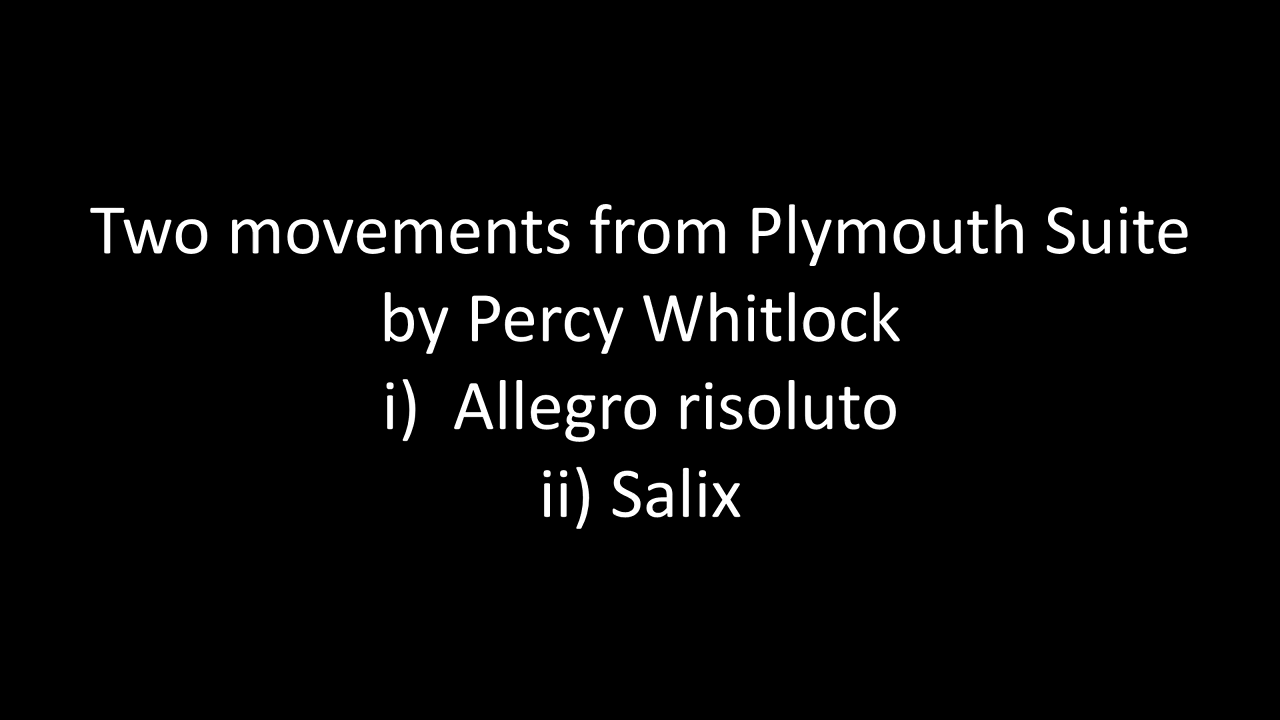 Two movements from Plymouth Suite
by Percy Whitlock
i)  Allegro risoluto
ii) Salix